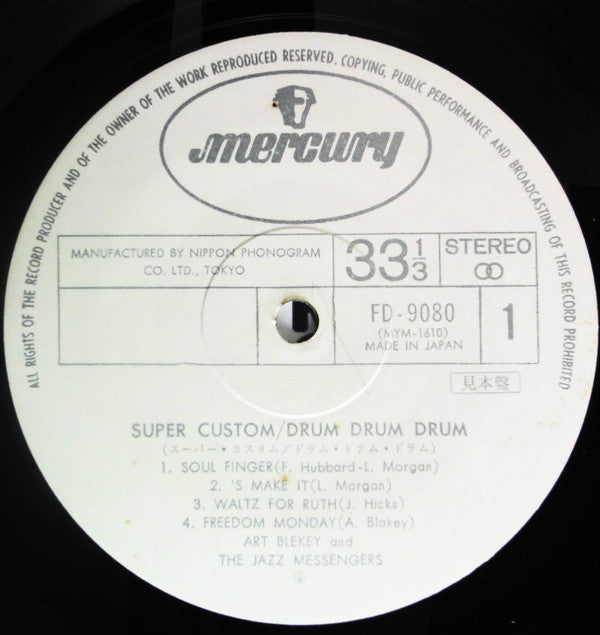 ALL RIGHTS OF THE RECORD PRODUCER AND OF THE OWNER OF THE WORK REPRODUCED RESERVED. COPYING, PUBLIC PERFORMANCE AND BROADCASTING OF THIS RECORD PROHIBITED
mercury
MANUFACTURED BY NIPPON PHONOGRAM
CO. LTD., TOKYO
33 1/3
STEREO
FD-9080
(MYM-1610)
MADE IN JAPAN
1
見本盤
SUPER CUSTOM/DRUM DRUM DRUM
(スーパー・カスタム/ドラム・ドラム・ドラム)
1. SOUL FINGER(F. Hubbard-L. Morgan)
2. 'S MAKE IT(L. Morgan)
3. WALTZ FOR RUTH(J. Hicks)
4. FREEDOM MONDAY(A. Blakey)
ART BLEKEY and
THE JAZZ MESSENGERS